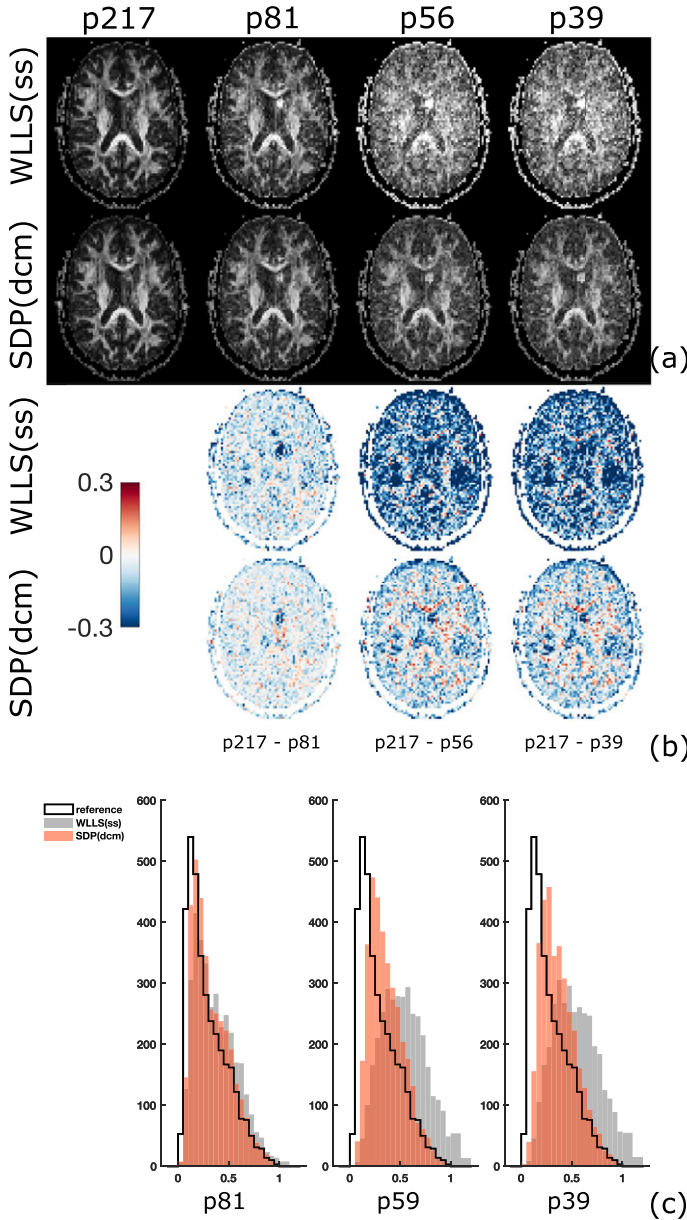 p217 p81 p56 p39
WLLS(ss)
SDP(dcm)
(a)
WLLS(ss)
0.3
0
-0.3
SDP(dcm)
p217 - p81 p217 - p56 p217 - p39
(b)
reference
WLLS(ss)
SDP(dcm)
600
500
400
300
200
100
0
0 0.5 1
p81
600
500
400
300
200
100
0
0 0.5 1
p59
600
500
400
300
200
100
0
0 0.5 1
p39
(c)